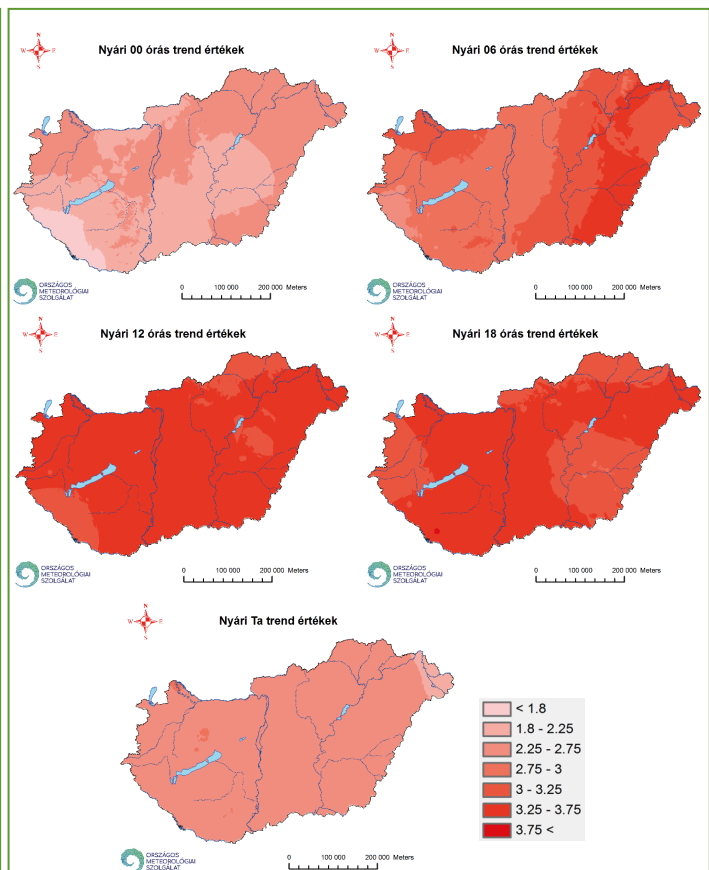 Nyári 00 órás trend értékek
N
W E
S
ORSZÁGOS
METEOROLÓGIAI
SZOLGÁLAT
0 100 000 200 000 Meters
Nyári 06 órás trend értékek
N
W E
S
ORSZÁGOS
METEOROLÓGIAI
SZOLGÁLAT
0 100 000 200 000 Meters
Nyári 12 órás trend értékek
N
W E
S
ORSZÁGOS
METEOROLÓGIAI
SZOLGÁLAT
0 100 000 200 000 Meters
Nyári 18 órás trend értékek
N
W E
S
ORSZÁGOS
METEOROLÓGIAI
SZOLGÁLAT
0 100 000 200 000 Meters
Nyári Ta trend értékek
N
W E
S
ORSZÁGOS
METEOROLÓGIAI
SZOLGÁLAT
0 100 000 200 000 Meters
< 1.8
1.8 - 2.25
2.25 - 2.75
2.75 - 3
3 - 3.25
3.25 - 3.75
3.75 <